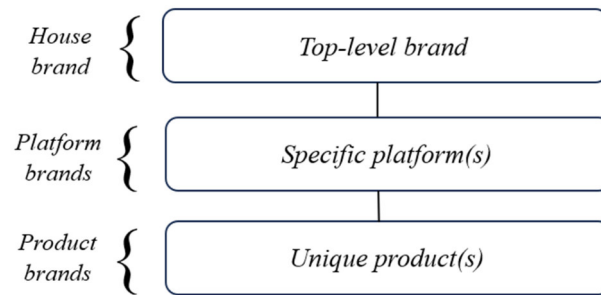 House
brand
Top-level brand
Platform
brands
Specific platform(s)
Product
brands
Unique product(s)